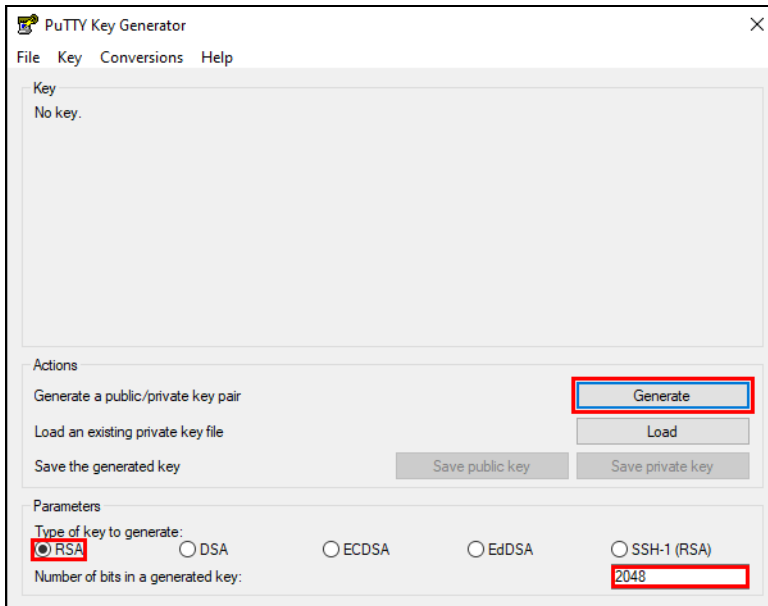 PuTTY Key Generator
File Key Conversions Help
Key
No key.
Actions
Generate a public/private key pair Generate
Load an existing private key file Load
Save the generated key Save public key Save private key
Parameters
Type of key to generate:
RSA DSA ECDSA EdDSA SSH-1 (RSA)
Number of bits in a generated key: 2048